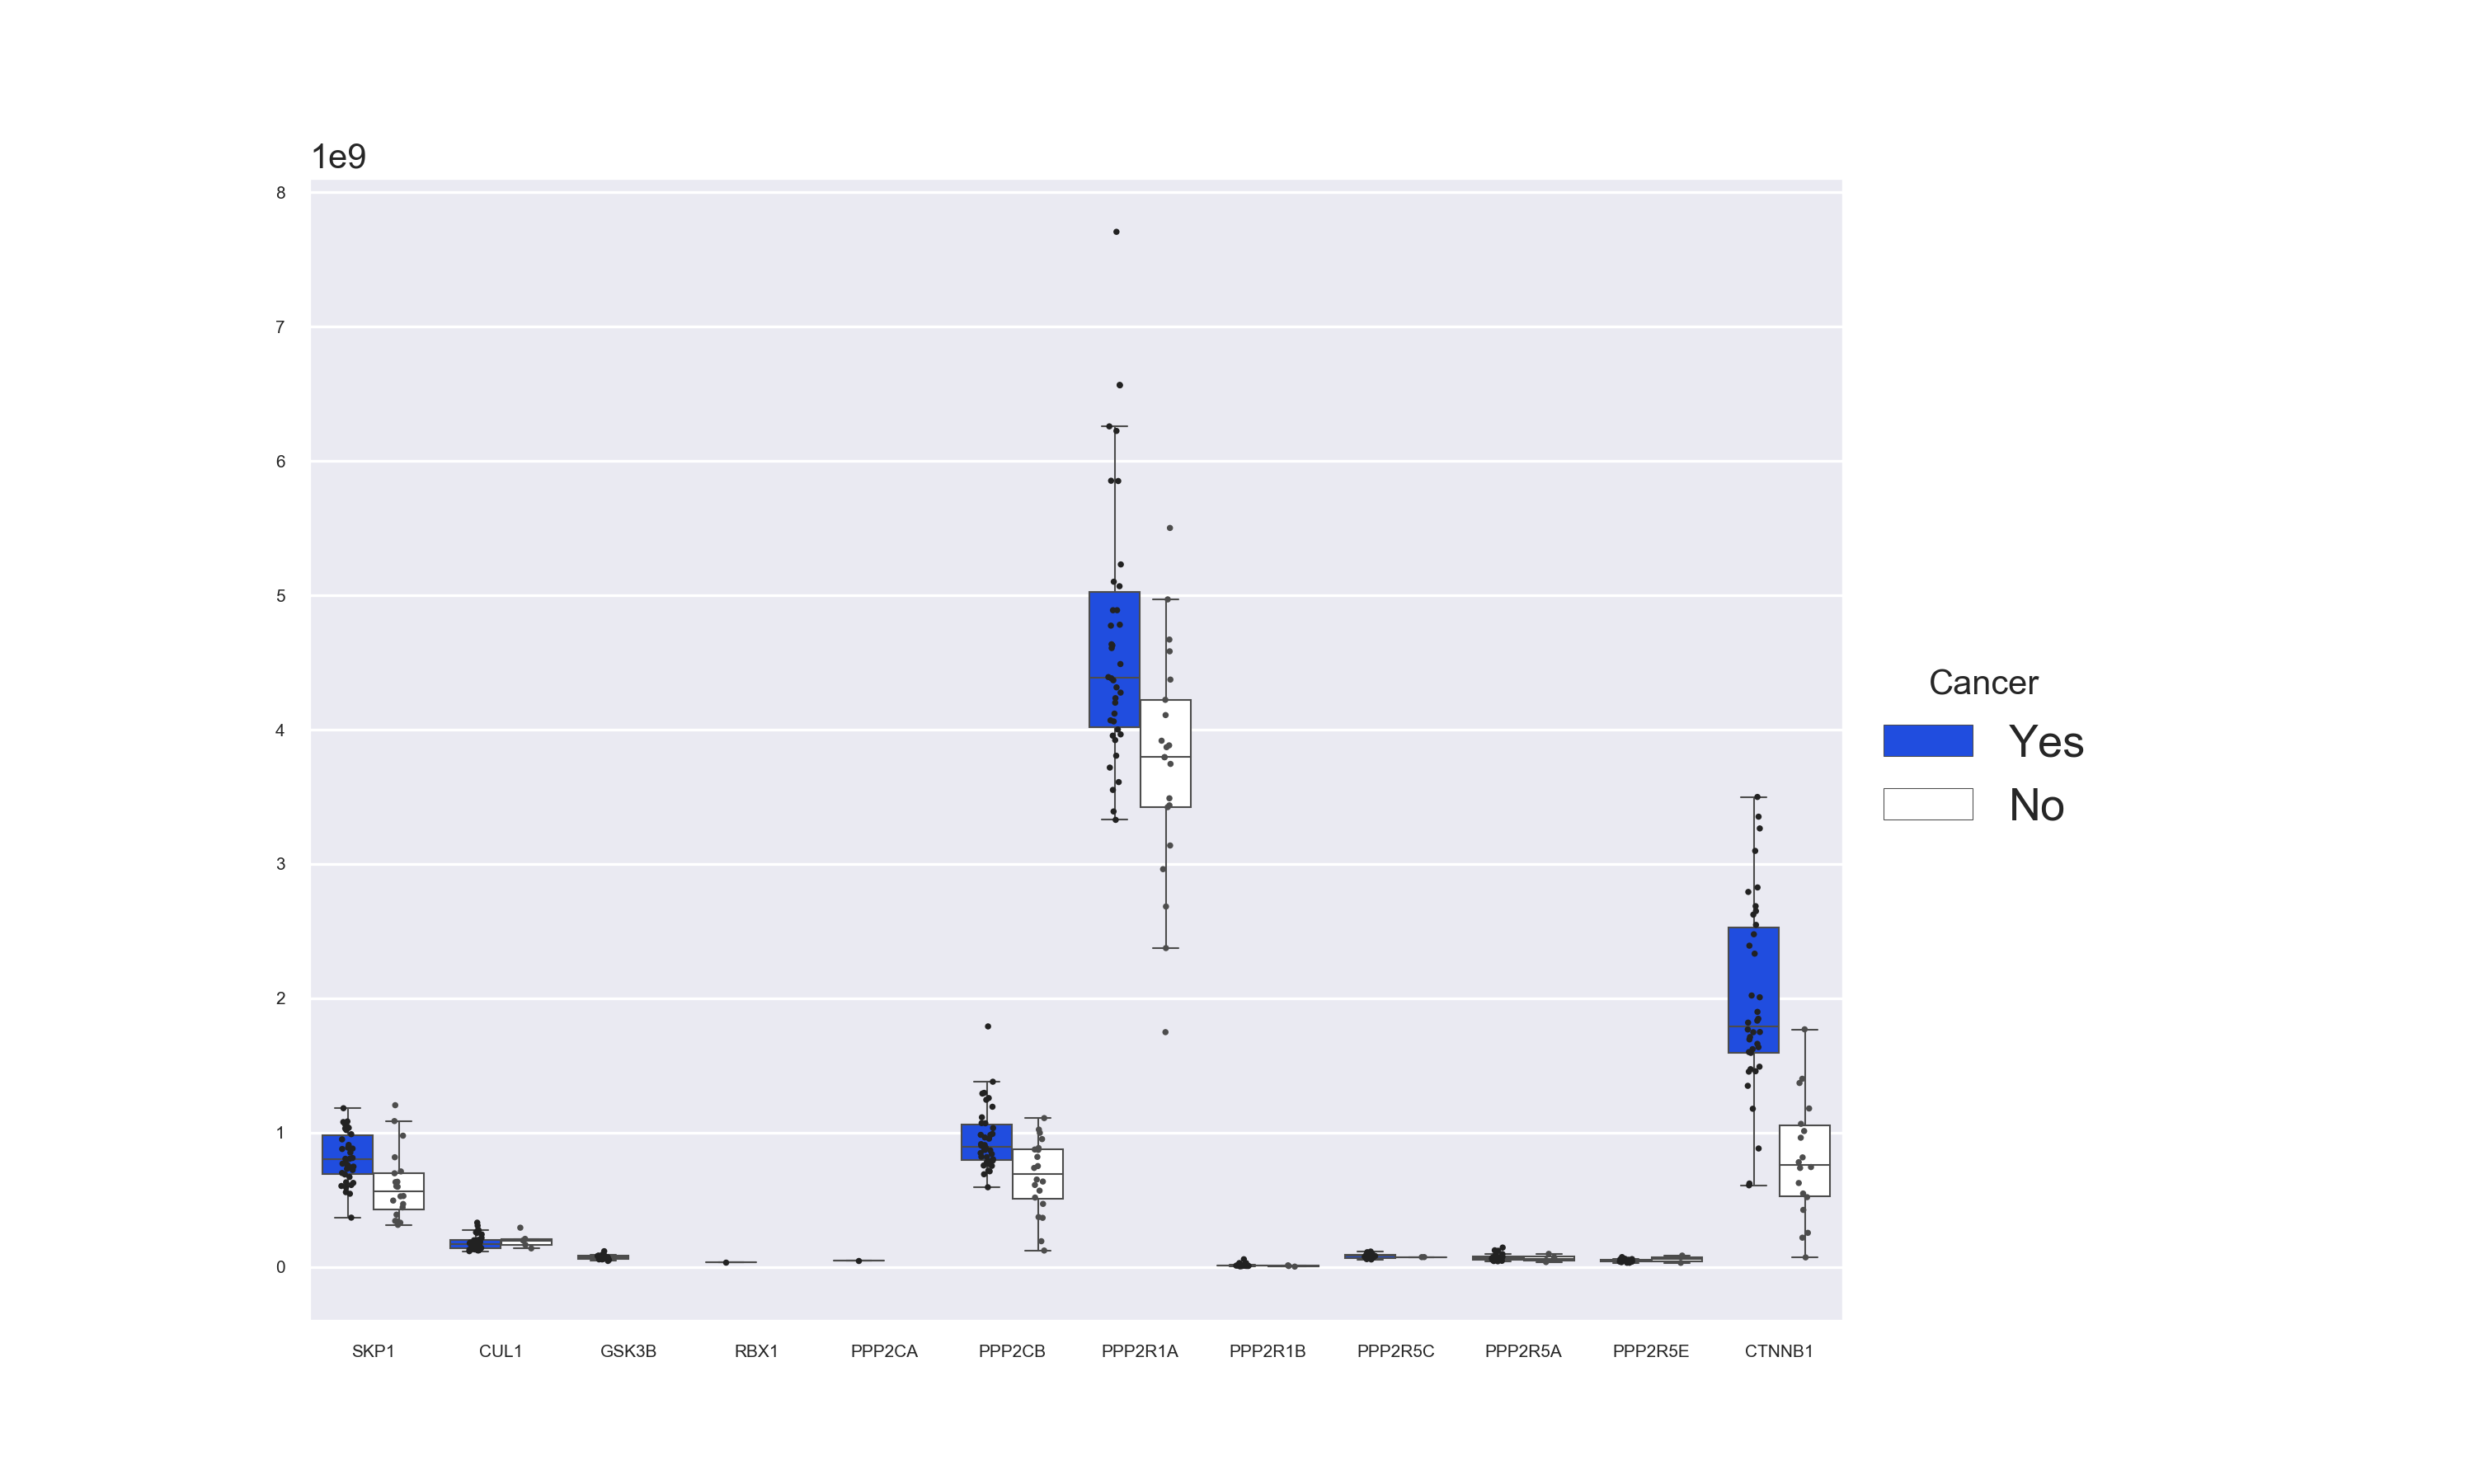 1e9
8
7
6
5
4
3
2
1
0
SKP1 CUL1 GSK3B RBX1 PPP2CA PPP2CB PPP2R1A PPP2R1B PPP2R5C PPP2R5A PPP2R5E CTNNB1
Cancer
Yes
No